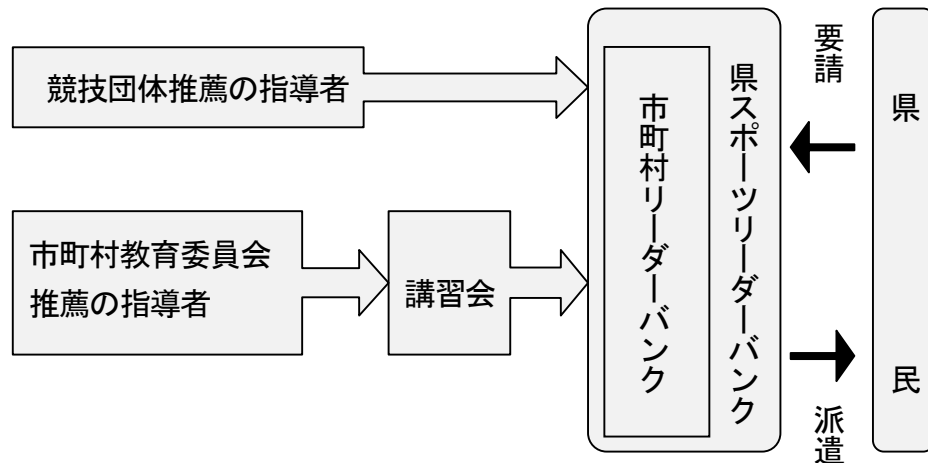 競技団体推薦の指導者
市町村教育委員会
推薦の指導者
講習会
市町村リーダーバンク
県スポーツリーダーバンク
要請
派遣
県民